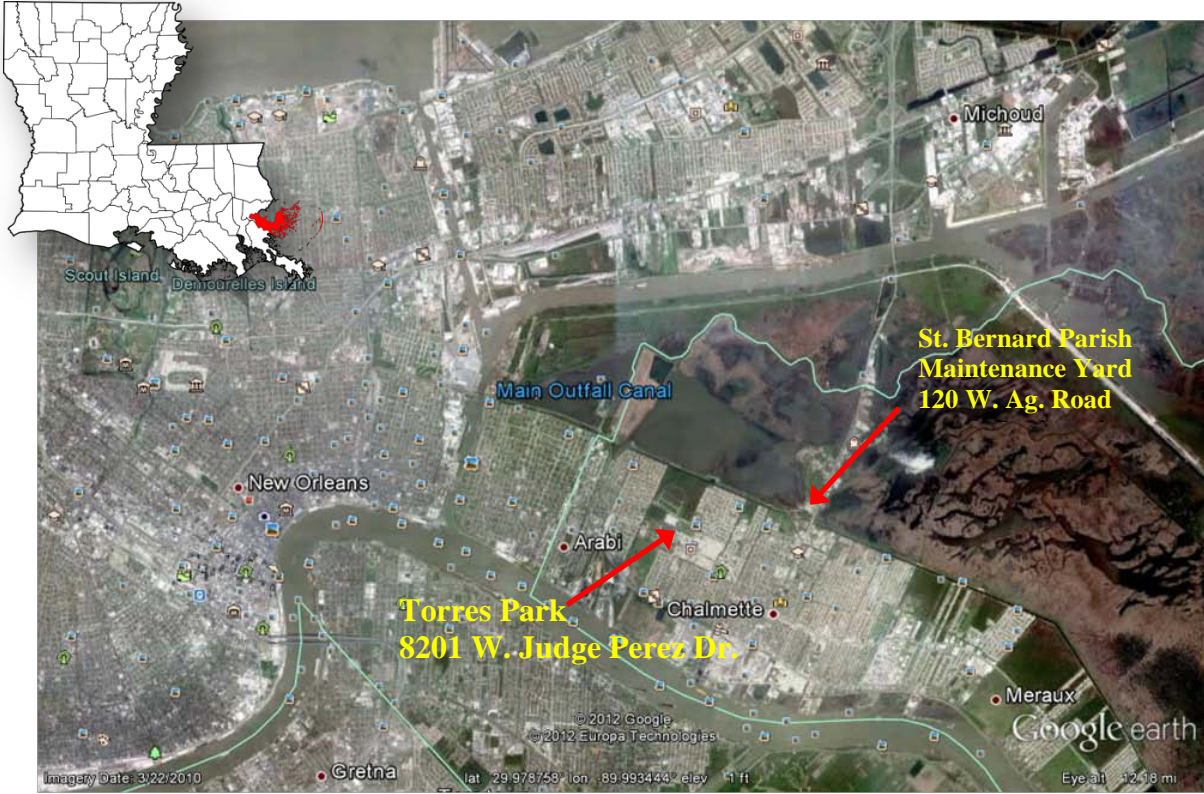 Michoud
Scout Island
Demourelles Island
St. Bernard Parish
Maintenance Yard
120 W. Ag. Road
Main Outfall Canal
New Orleans
Arabi
Torres Park
8201 W. Judge Perez Dr.
Chalmette
Meraux
© 2012 Google
© 2012 Europa Technologies
Google earth
Gretna
Imagery Date: 3/22/2010
lat 29.978758° lon -89.993444° elev 1 ft
Eye alt 12.18 mi